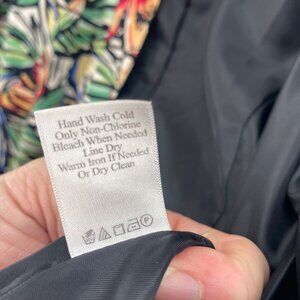 Hand Wash Cold
Only Non-Chlorine
Bleach When Needed
Line Dry
Warm Iron If Needed
Or Dry Clean